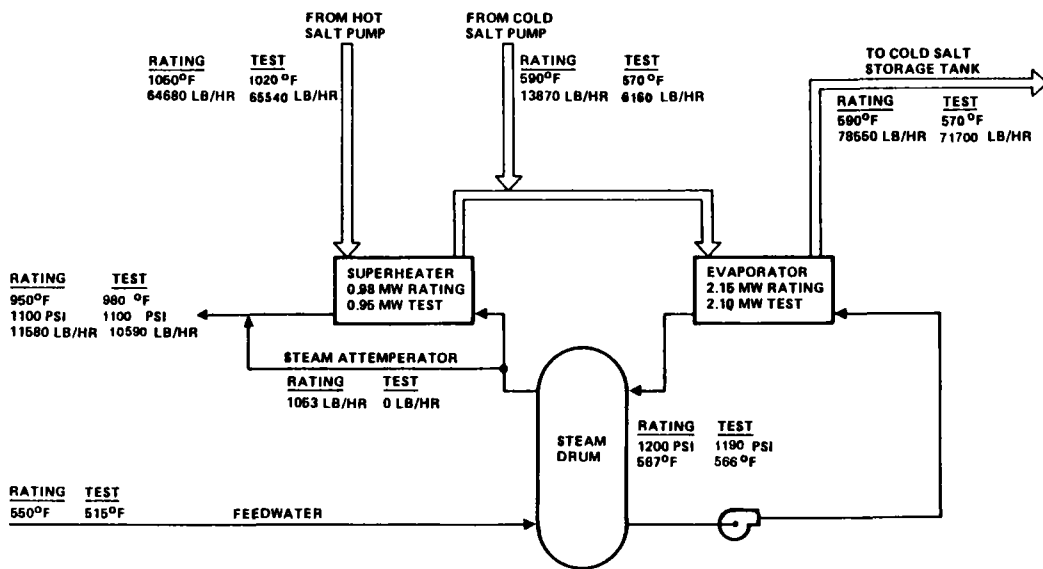 FROM HOT
SALT PUMP
FROM COLD
SALT PUMP
RATING TEST
1060°F 1020 °F
64680 LB/HR 65540 LB/HR
RATING TEST
590°F 570°F
13870 LB/HR 6160 LB/HR
TO COLD SALT
STORAGE TANK
RATING TEST
590°F 570 °F
78550 LB/HR 71700 LB/HR
SUPERHEATER
0.98 MW RATING
0.95 MW TEST
EVAPORATOR
2.15 MW RATING
2.10 MW TEST
RATING TEST
950°F 980 °F
1100 PSI 1100 PSI
11580 LB/HR 10590 LB/HR
STEAM ATTEMPERATOR
RATING TEST
1053 LB/HR 0 LB/HR
STEAM
DRUM
RATING TEST
1200 PSI 1190 PSI
567°F 566 °F
RATING TEST
550°F 515°F
FEEDWATER